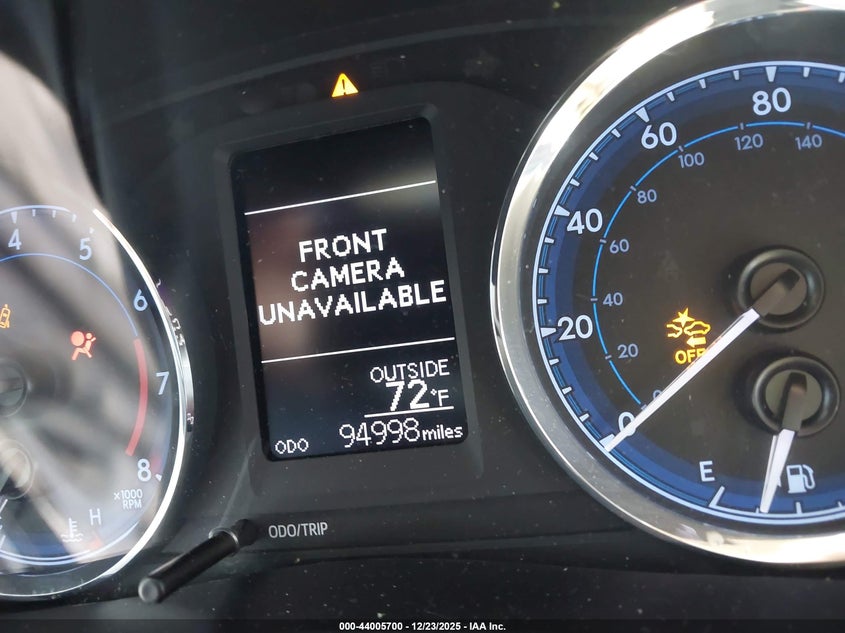 FRONT
CAMERA
UNAVAILABLE
OUTSIDE
72°F
ODO 94998 miles
ODO/TRIP
4
5
6
7
8
x1000
RPM
H
80
60
40
20
0
140
120
100
80
60
40
20
OFF
E
000-44005700 - 12/23/2025 - IAA Inc.